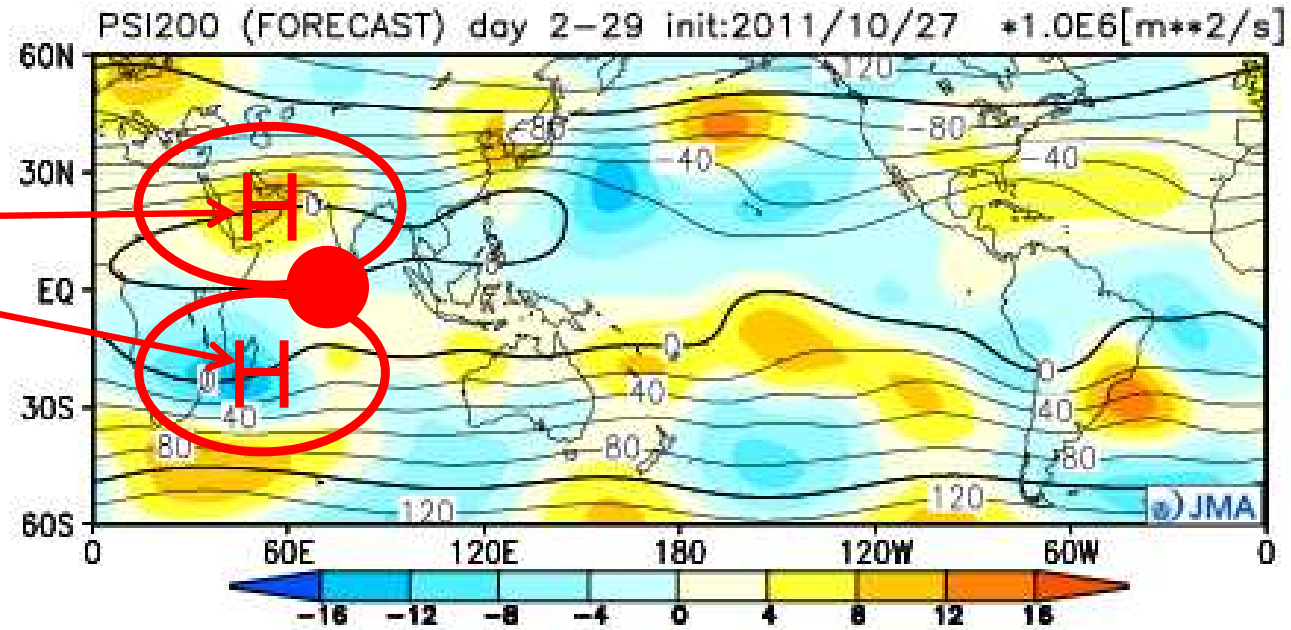 PSI200 (FORECAST) day 2-29 init:2011/10/27 *1.0E6[m**2/s]
60N
120
-80
-80
-40
-40
30N
H
0
EQ
0
0
H
0
40
40
40
30S
80
80
80
120
120
JMA
60S
0 60E 120E 180 120W 60W 0
-16 -12 -8 -4 0 4 8 12 16